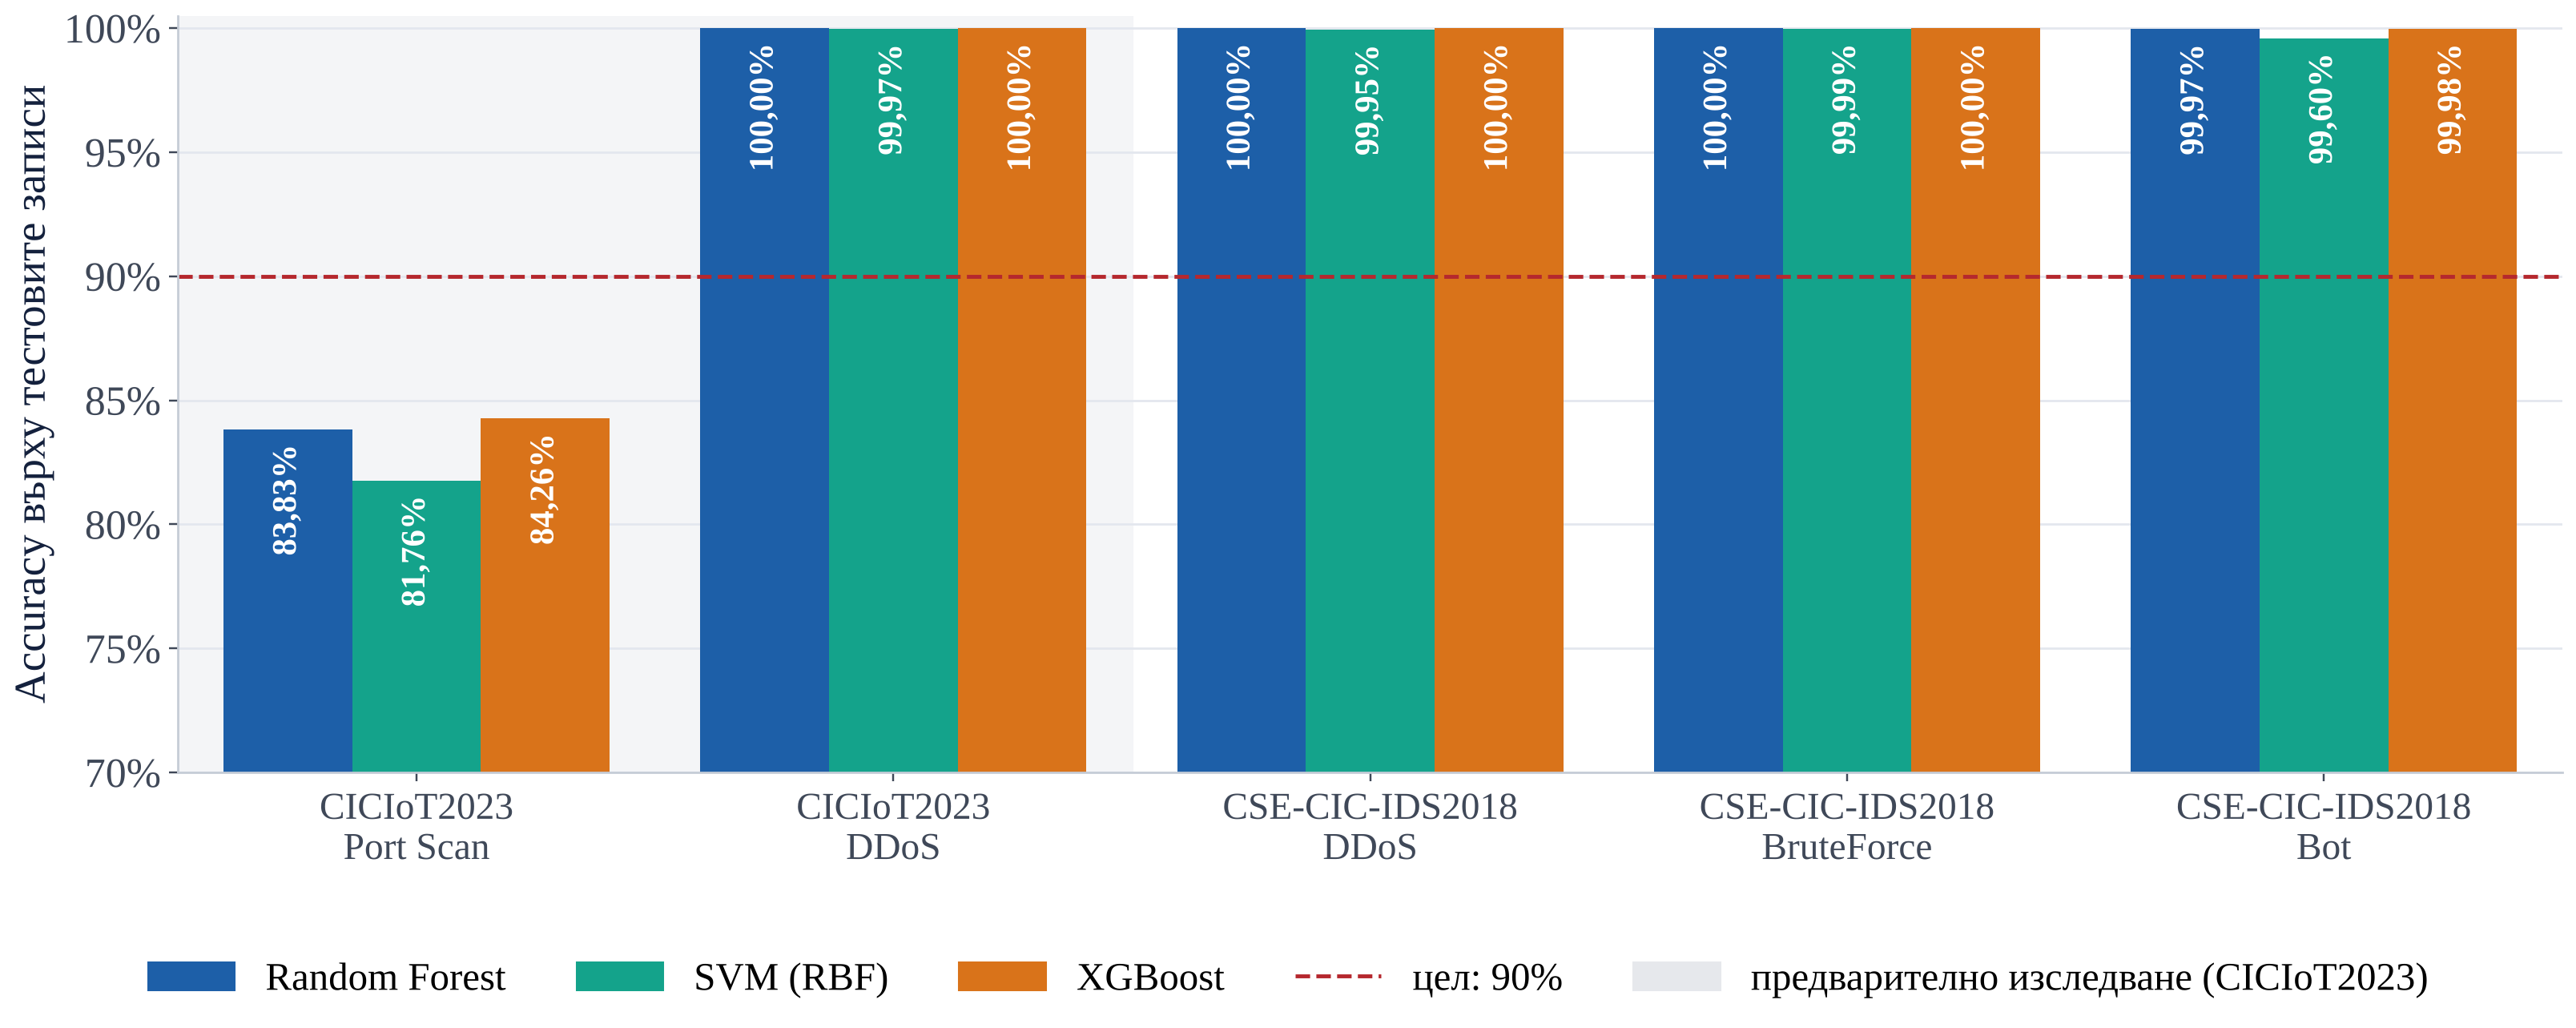 Accuracy върху тестовите записи
100%
95%
90%
85%
80%
75%
70%
83,83%
81,76%
84,26%
100,00%
99,97%
100,00%
100,00%
99,95%
100,00%
100,00%
99,99%
100,00%
99,97%
99,60%
99,98%
CICIoT2023
Port Scan
CICIoT2023
DDoS
CSE-CIC-IDS2018
DDoS
CSE-CIC-IDS2018
BruteForce
CSE-CIC-IDS2018
Bot
Random Forest
SVM (RBF)
XGBoost
цел: 90%
предварително изследване (CICIoT2023)